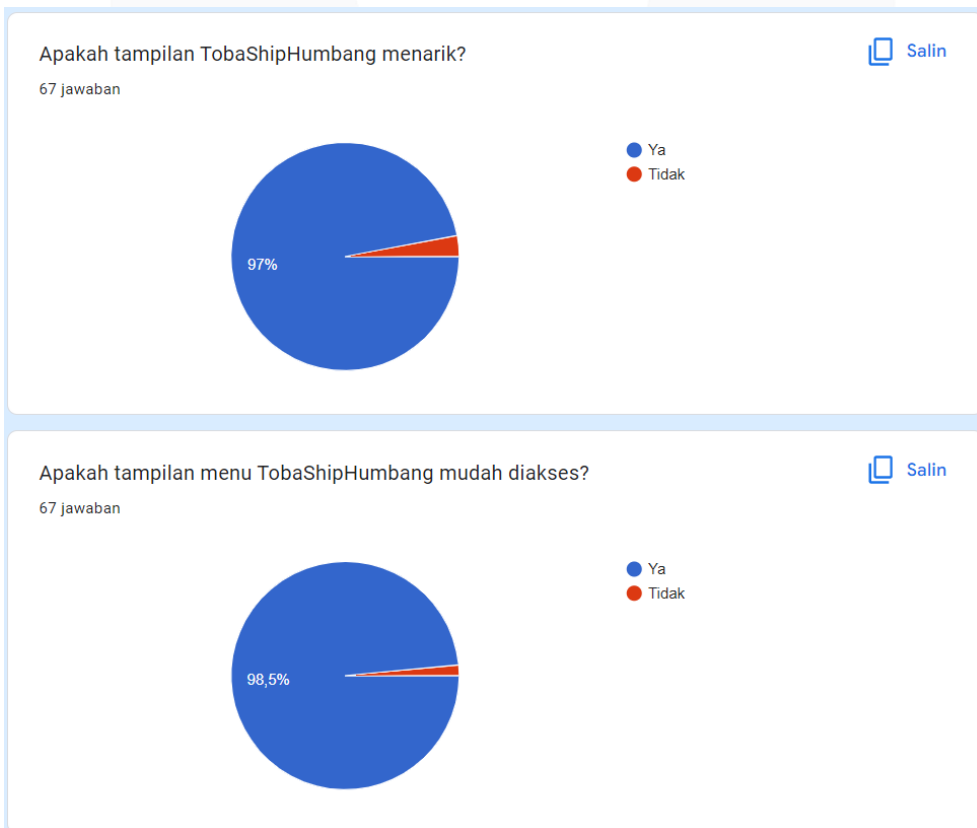 Apakah tampilan TobaShipHumbang menarik?
Salin
67 jawaban
Ya
Tidak
97%
Apakah tampilan menu TobaShipHumbang mudah diakses?
Salin
67 jawaban
Ya
Tidak
98,5%